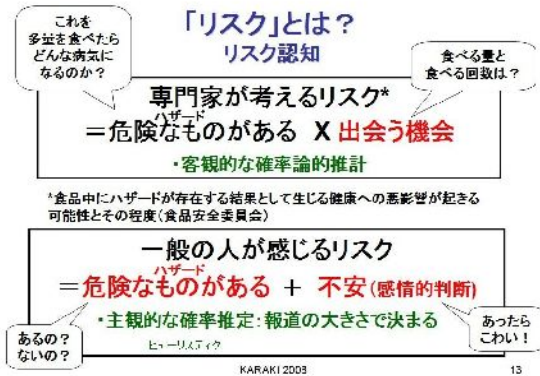 「リスク」とは？
リスク認知
これを
多量を食べたら
どんな病気に
なるのか？
食べる量と
食べる回数は？
専門家が考えるリスク*
ハザード
＝危険なものがある X 出会う機会
・客観的な確率論的推計
*食品中にハザードが存在する結果として生じる健康への悪影響が起きる
可能性とその程度（食品安全委員会）
一般の人が感じるリスク
ハザード
＝危険なものがある ＋ 不安（感情的判断）
・主観的な確率推定：報道の大きさで決まる
ヒューリスティク
あるの？
ないの？
あったら
こわい！
KARAKI 2008
13